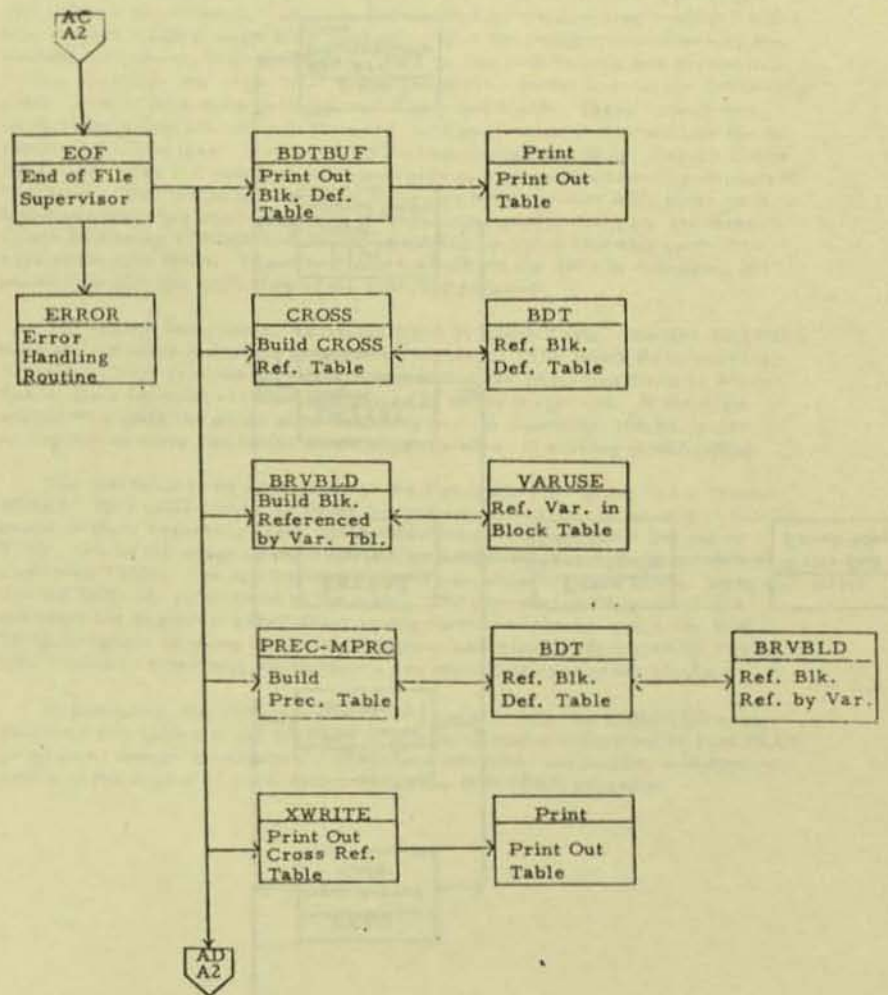 AC
A2
EOF
End of File
Supervisor
BDTBUF
Print Out
Blk. Def.
Table
Print
Print Out
Table
ERROR
Error
Handling
Routine
CROSS
Build CROSS
Ref. Table
BDT
Ref. Blk.
Def. Table
BRVBLD
Build Blk.
Referenced
by Var. Tbl.
VARUSE
Ref. Var. in
Block Table
PREC-MPRC
Build
Prec. Table
BDT
Ref. Blk.
Def. Table
BRVBLD
Ref. Blk.
Ref. by Var.
XWRITE
Print Out
Cross Ref.
Table
Print
Print Out
Table
AD
A2